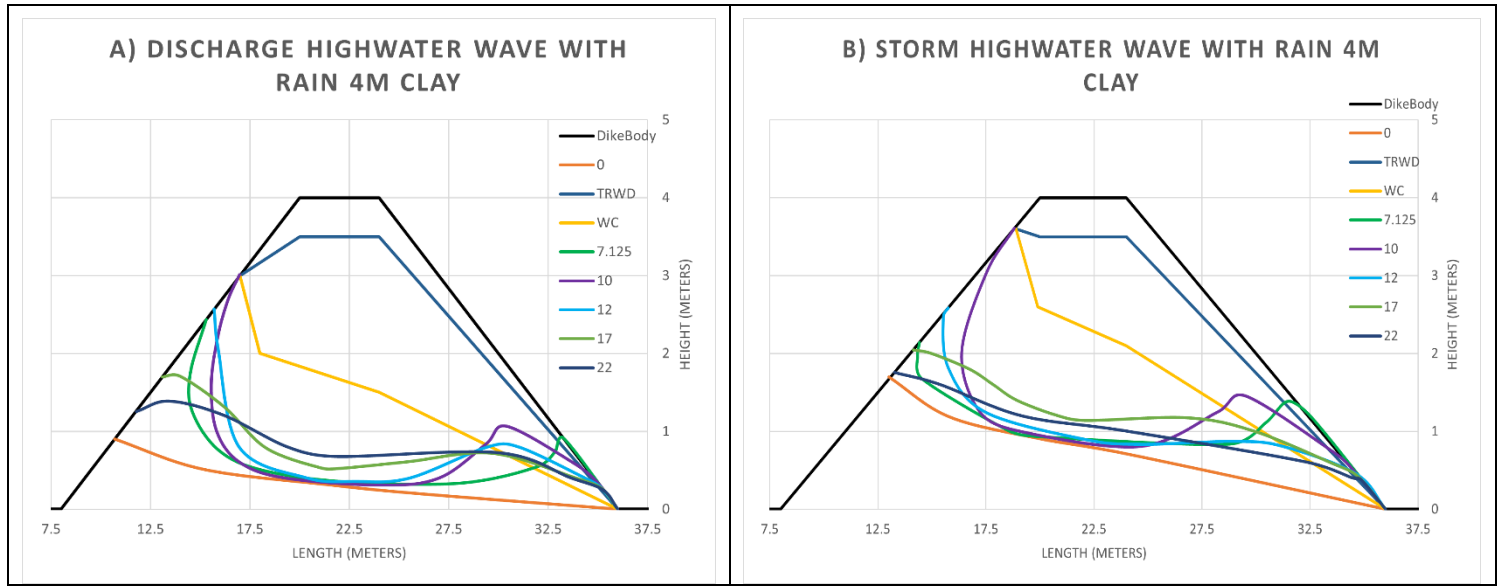 A) DISCHARGE HIGHWATER WAVE WITH
RAIN 4M CLAY
DikeBody
0
TRWD
WC
7.125
10
12
17
22
5
4
3
2
1
0
HEIGHT (METERS)
7.5 12.5 17.5 22.5 27.5 32.5 37.5
LENGTH (METERS)
B) STORM HIGHWATER WAVE WITH RAIN 4M
CLAY
DikeBody
0
TRWD
WC
7.125
10
12
17
22
5
4
3
2
1
0
HEIGHT (METERS)
7.5 12.5 17.5 22.5 27.5 32.5 37.5
LENGTH (METERS)